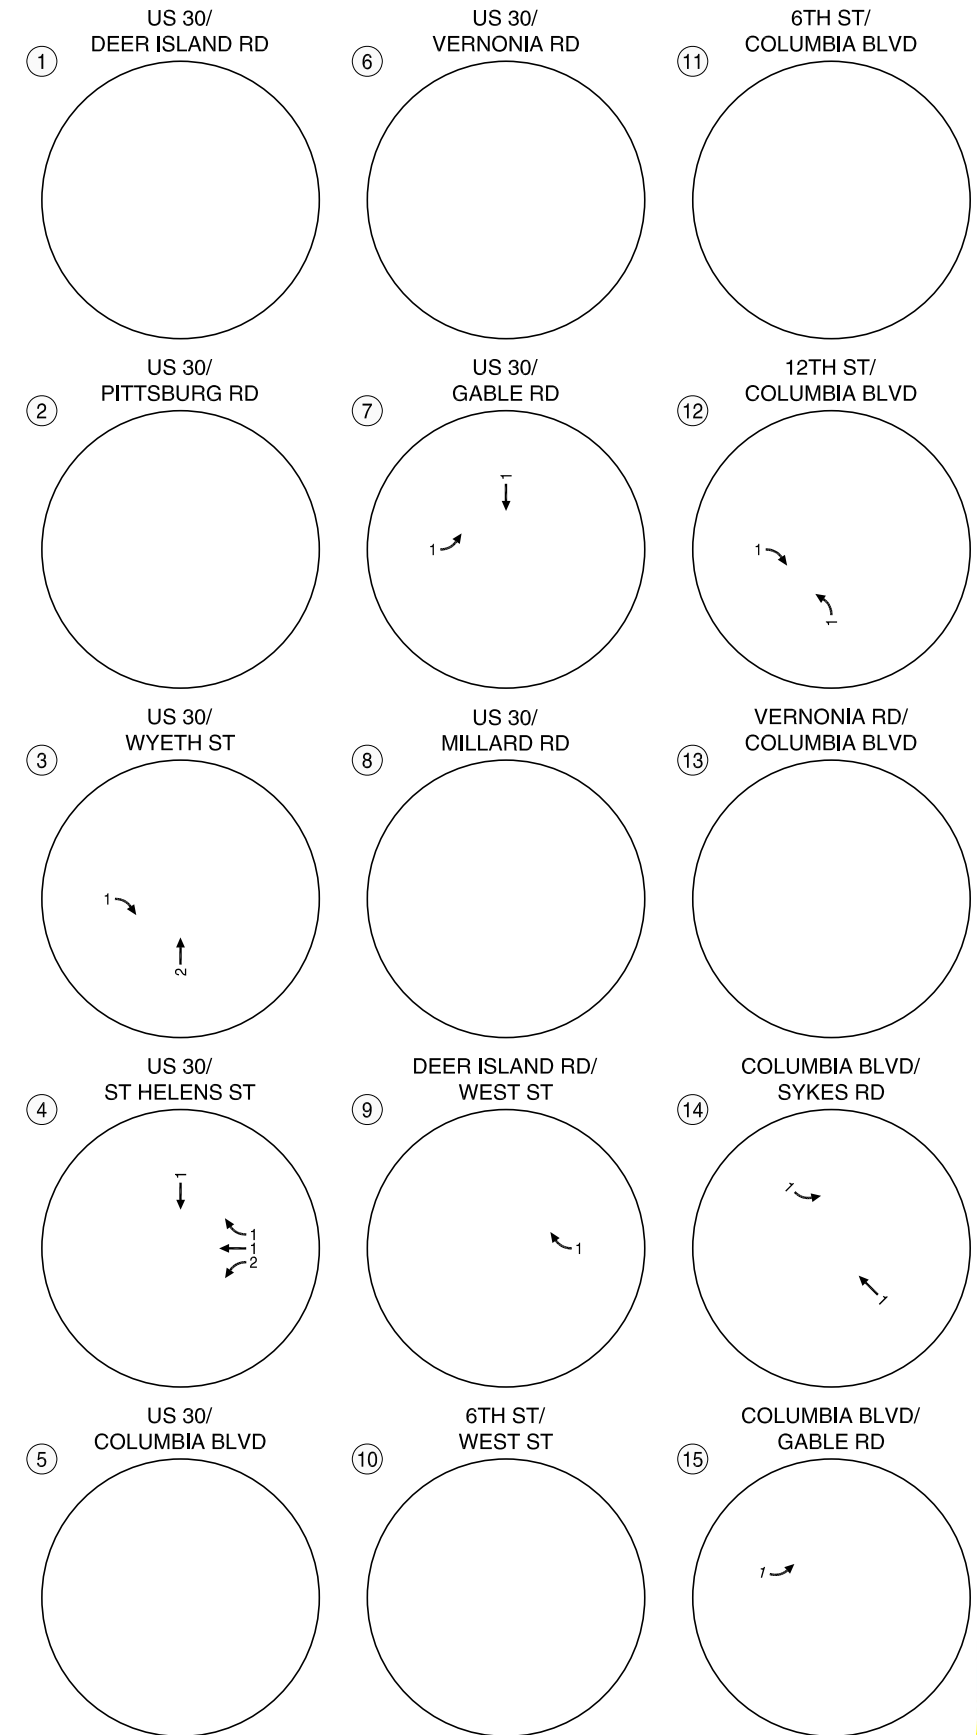 US 30/
DEER ISLAND RD
1
US 30/
VERNONIA RD
6
6TH ST/
COLUMBIA BLVD
11
US 30/
PITTSBURG RD
2
US 30/
GABLE RD
7
1
1
12TH ST/
COLUMBIA BLVD
12
1
1
US 30/
WYETH ST
3
1
2
US 30/
MILLARD RD
8
VERNONIA RD/
COLUMBIA BLVD
13
US 30/
ST HELENS ST
4
1
1
1
2
DEER ISLAND RD/
WEST ST
9
1
COLUMBIA BLVD/
SYKES RD
14
1
1
US 30/
COLUMBIA BLVD
5
6TH ST/
WEST ST
10
COLUMBIA BLVD/
GABLE RD
15
1